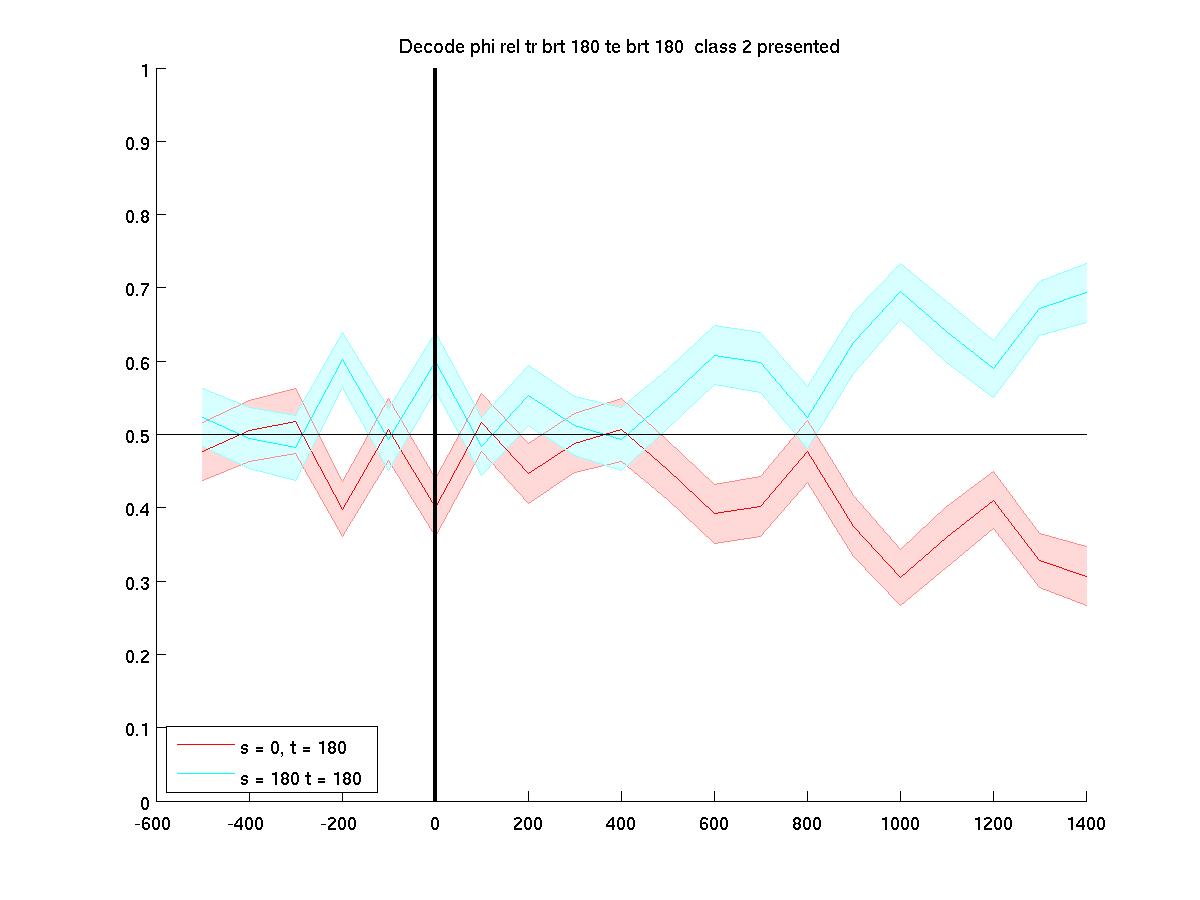 Decode phi rel tr brt 180 te brt 180  class 2 presented
1
0.9
0.8
0.7
0.6
0.5
0.4
0.3
0.2
0.1
0
s = 0, t = 180
s = 180 t = 180
-600 -400 -200 0 200 400 600 800 1000 1200 1400